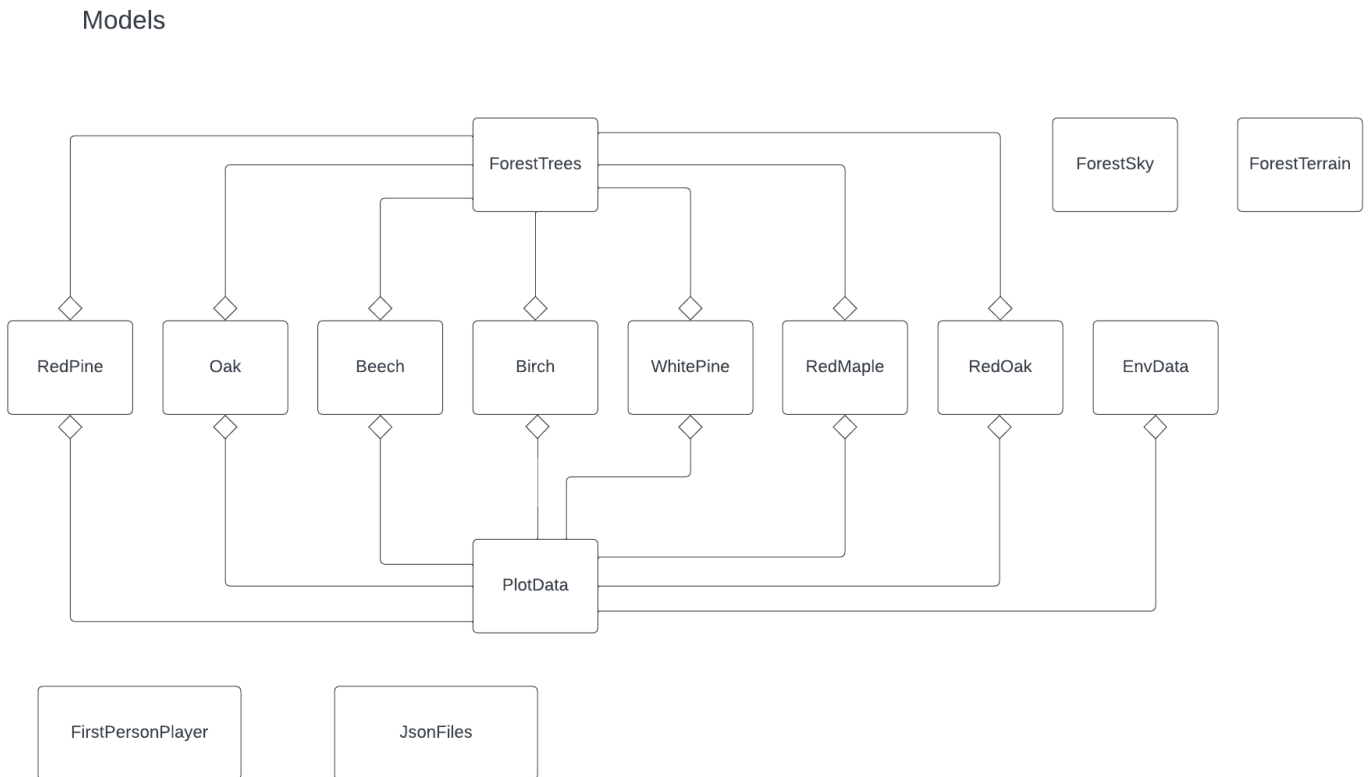 Models
ForestTrees
ForestSky
ForestTerrain
RedPine
Oak
Beech
Birch
WhitePine
RedMaple
RedOak
EnvData
PlotData
FirstPersonPlayer
JsonFiles